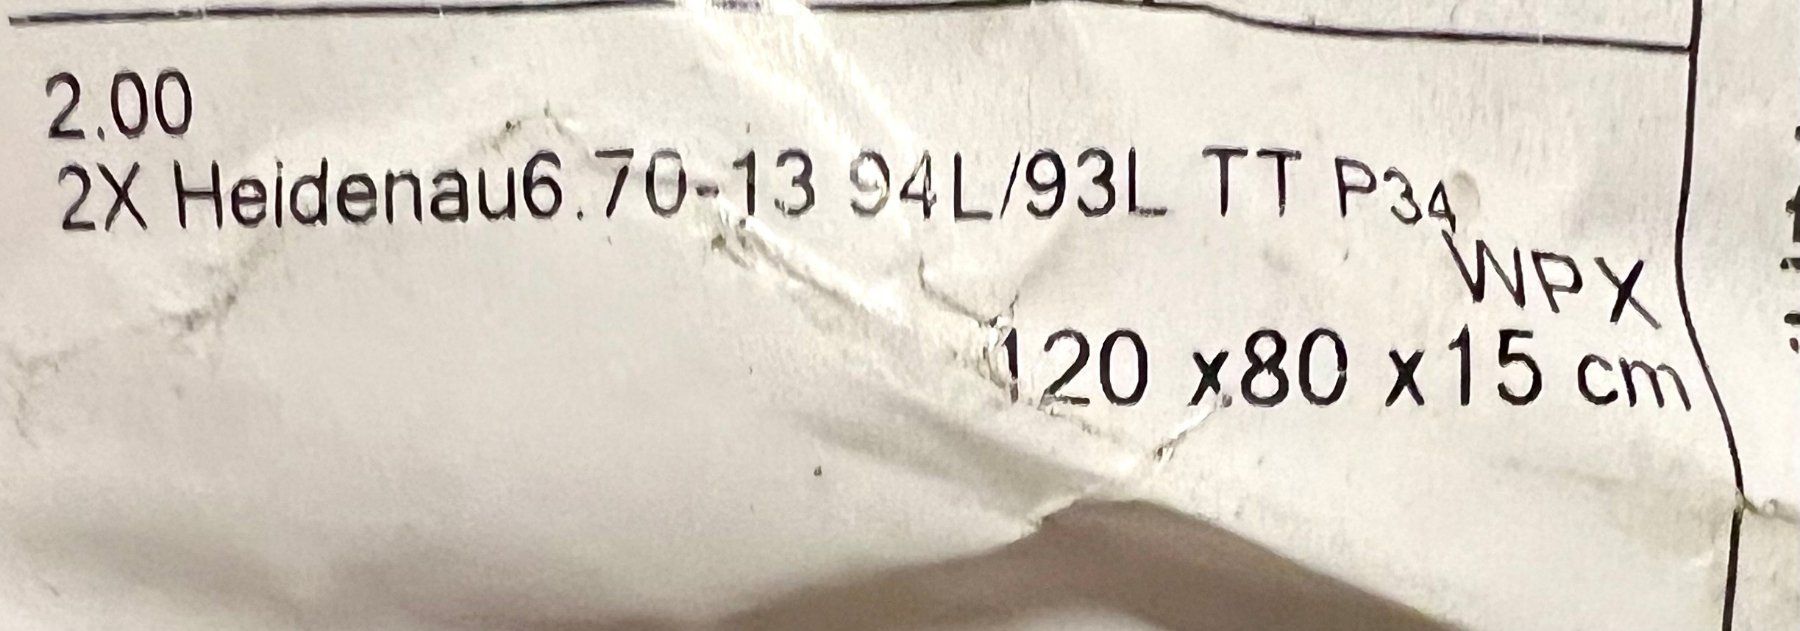 2.00
2X Heidenau6.70-13 94L/93L TT P34
WPX
120 x80 x15 cm